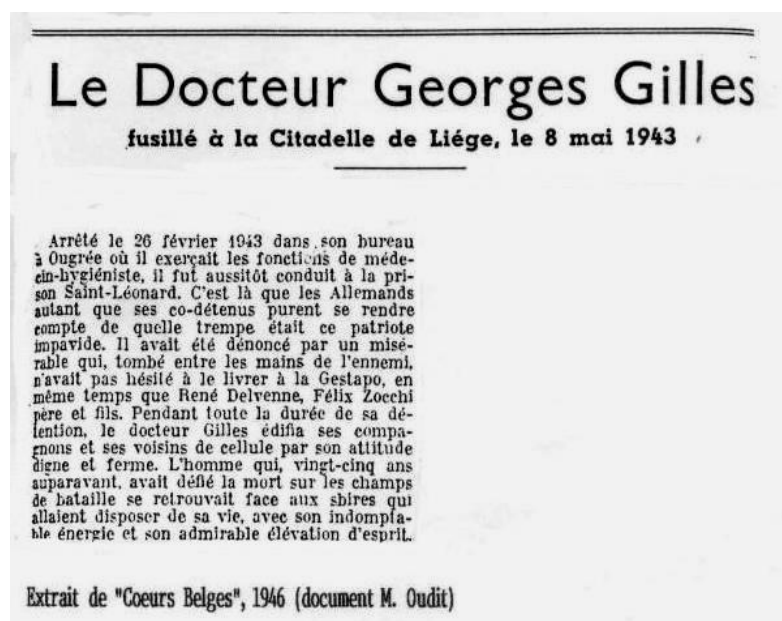 Le Docteur Georges Gilles
fusillé à la Citadelle de Liége, le 8 mai 1943
Arrêté le 26 février 1943 dans son bureau
à Ougrée où il exerçait les fonctions de méde-
cin-hygiéniste, il fut aussitôt conduit à la pri-
son Saint-Léonard. C'est là que les Allemands
autant que ses co-détenus purent se rendre
compte de quelle trempe était ce patriote
impavide. Il avait été dénoncé par un misé-
rable qui, tombé entre les mains de l'ennemi,
n'avait pas hésité à le livrer à la Gestapo, en
même temps que René Delvenne, Félix Zocchi
père et fils. Pendant toute la durée de sa dé-
tention, le docteur Gilles édifia ses compa-
gnons et ses voisins de cellule par son attitude
digne et ferme. L'homme qui, vingt-cinq ans
auparavant, avait défié la mort sur les champs
de bataille se retrouvait face aux sbires qui
allaient disposer de sa vie, avec son indompta-
ble énergie et son admirable élévation d'esprit.
Extrait de "Coeurs Belges", 1946 (document M. Oudit)